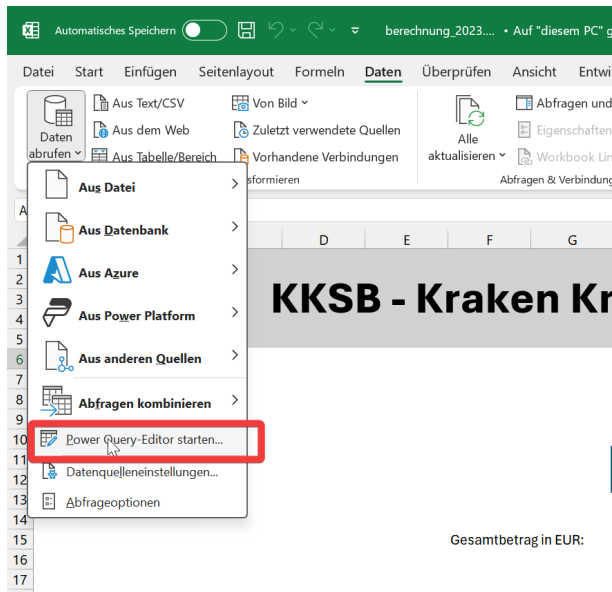 Automatisches Speichern berechnung_2023.... • Auf "diesem PC" g
Datei Start Einfügen Seitenlayout Formeln Daten Überprüfen Ansicht Entwi
Daten abrufen
Aus Text/CSV
Aus dem Web
Aus Tabelle/Bereich
Von Bild
Zuletzt verwendete Quellen
Vorhandene Verbindungen
sformieren
Alle aktualisieren
Abfragen und
Eigenschaften
Workbook Lin
Abfragen & Verbindung
A
Aus Datei
Aus Datenbank
Aus Azure
Aus Power Platform
Aus anderen Quellen
Abfragen kombinieren
Power Query-Editor starten...
Datenquelleneinstellungen...
Abfrageoptionen
D E F G
1
2
3
4
5
6
7
8
9
10
11
12
13
14
15
16
17
KKSB - Kraken Kr
Gesamtbetrag in EUR: